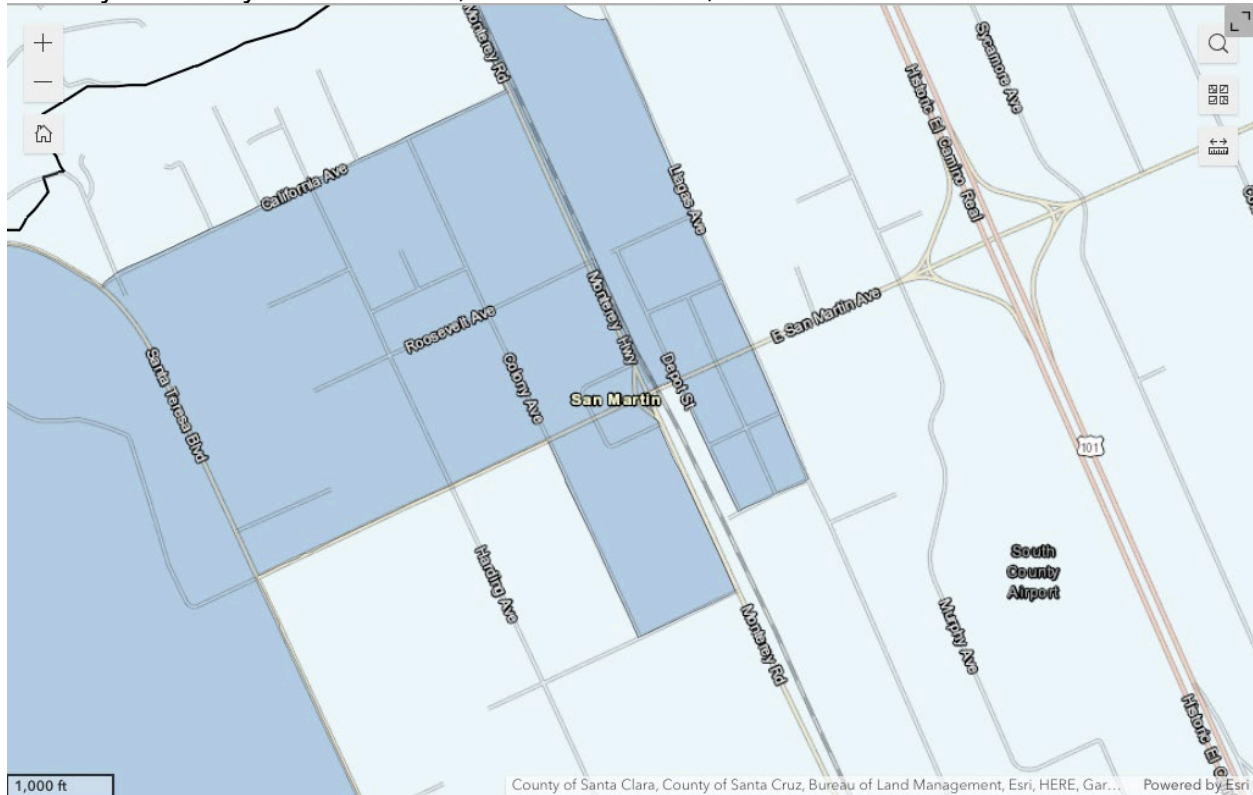 Monterey Rd
Sycamore Ave
Historic El Camino Real
California Ave
Llagas Ave
Monterey Hwy
E San Martin Ave
Roosevelt Ave
Santa Teresa Blvd
Colony Ave
Depot St
San Martin
101
Harding Ave
South
County
Airport
Murphy Ave
Monterey Rd
1,000 ft
County of Santa Clara, County of Santa Cruz, Bureau of Land Management, Esri, HERE, Gar...
Powered by Esri